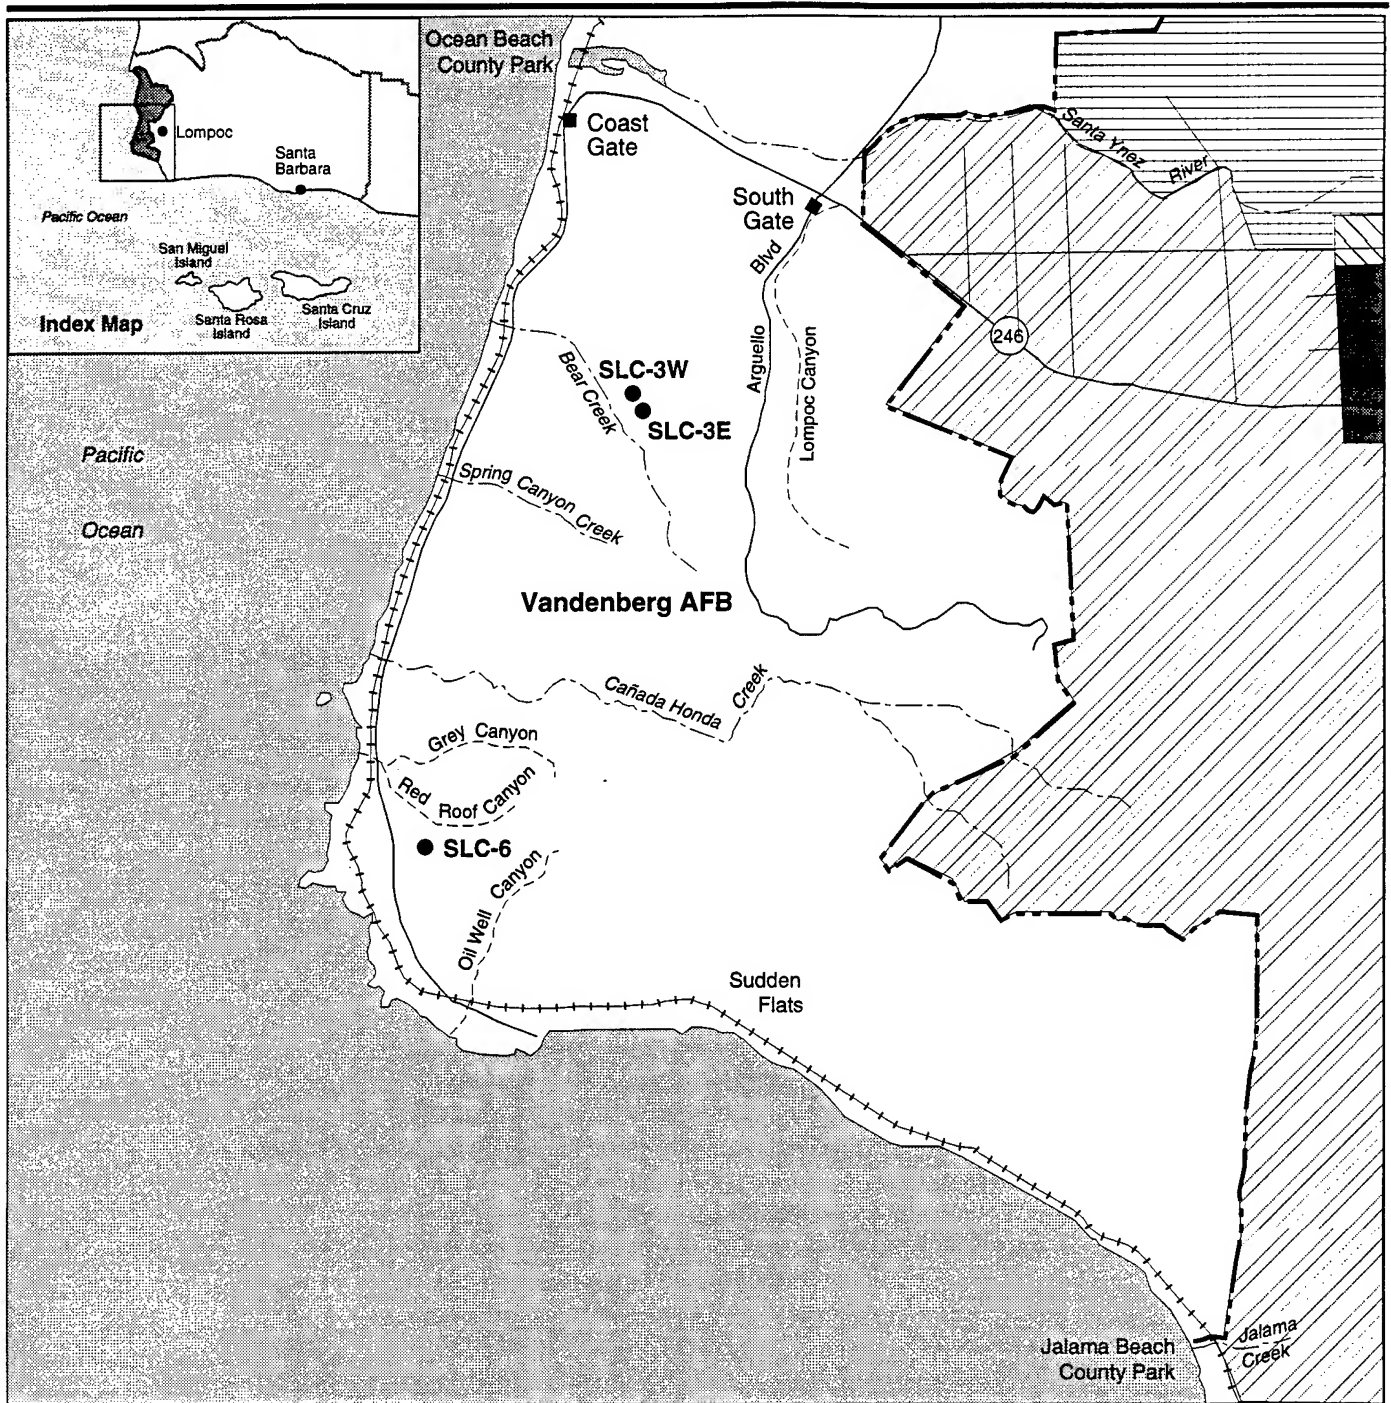 Ocean Beach
County Park
Coast
Gate
Santa Ynez
River
South
Gate
Lompoc
Santa
Barbara
Pacific Ocean
San Miguel
Island
Santa Rosa
Island
Santa Cruz
Island
Index Map
Blvd
Arguello
Lompoc Canyon
246
SLC-3W
SLC-3E
Bear Creek
Pacific
Ocean
Spring Canyon Creek
Vandenberg AFB
Cañada Honda
Creek
Grey Canyon
Red Roof Canyon
SLC-6
Oil Well Canyon
Sudden
Flats
Jalama Beach
County Park
Jalama
Creek